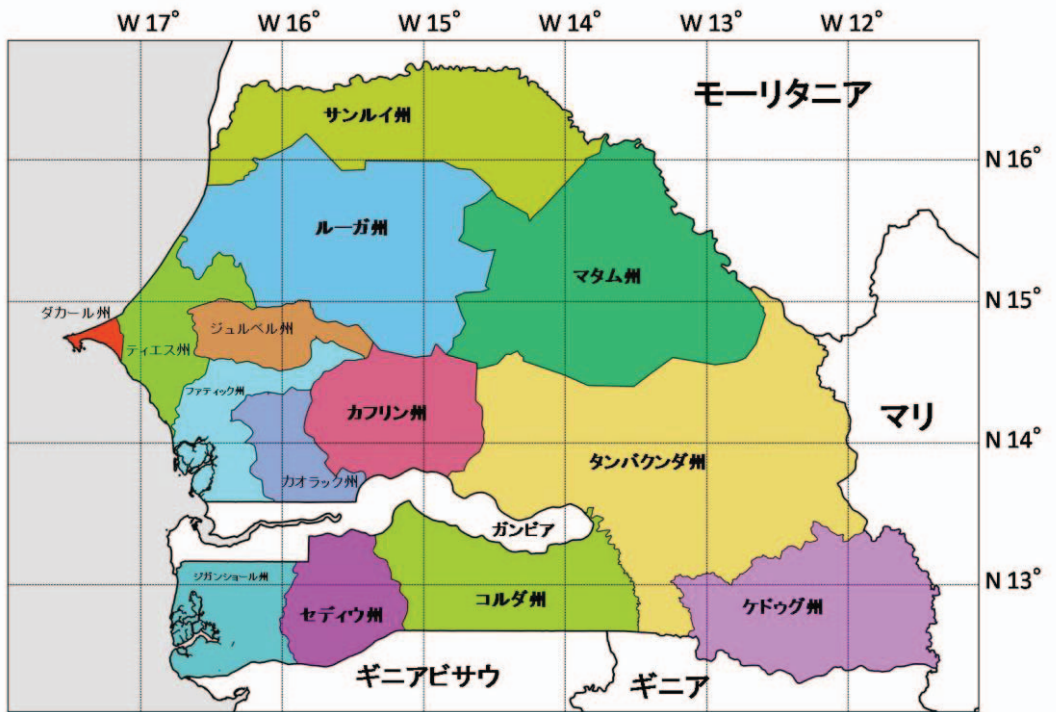 W 17° W 16° W 15° W 14° W 13° W 12°
モーリタニア
サンルイ州
N 16°
ルーガ州
マタム州
N 15°
ダカール州
ジュルベル州
ティエス州
ファティック州
カフリン州
マリ
N 14°
タンバクンダ州
カオラック州
ガンビア
ジガンショール州
N 13°
コルダ州
ケドゥグ州
セディウ州
ギニアビサウ
ギニア